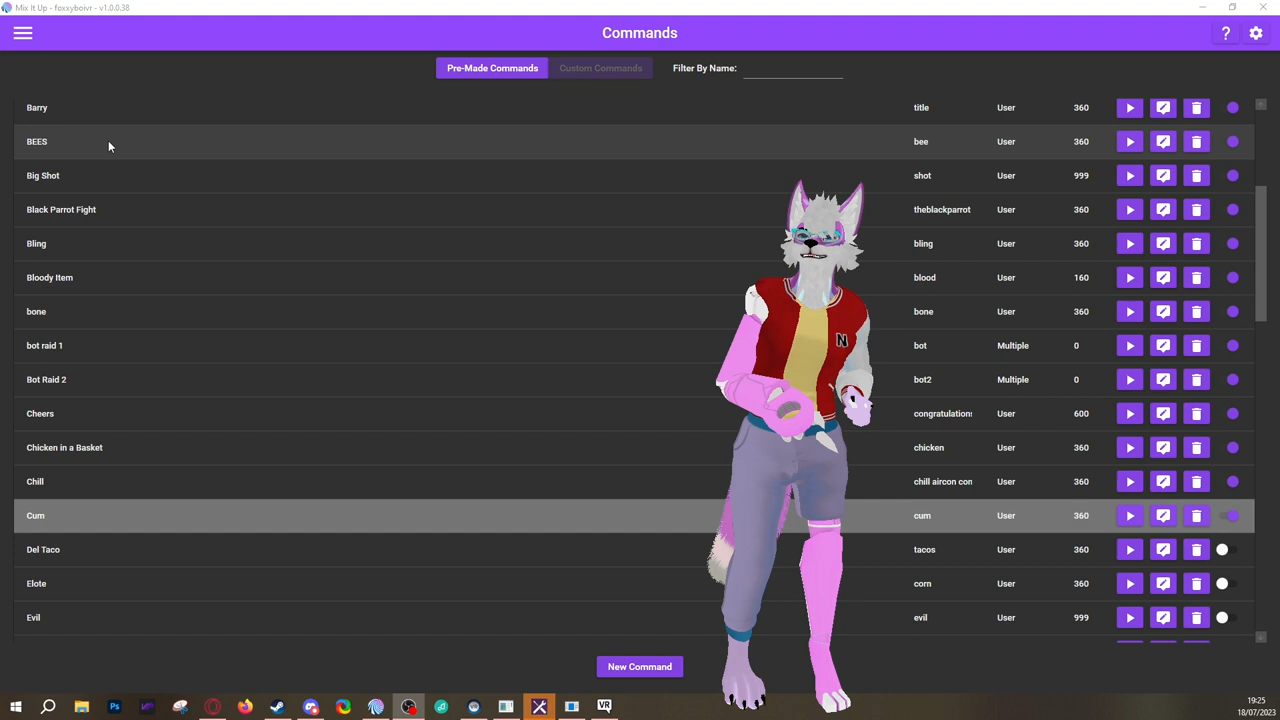 Mix It Up - foxxyboivr - v1.0.0.38
Commands
?
Pre-Made Commands Custom Commands Filter By Name:
Barry title User 360
BEES bee User 360
Big Shot shot User 999
Black Parrot Fight theblackparrot User 360
Bling bling User 360
Bloody Item blood User 160
bone bone User 360
bot raid 1 bot Multiple 0
Bot Raid 2 bot2 Multiple 0
Cheers congratulations User 600
Chicken in a Basket chicken User 360
Chill chill aircon con User 360
Cum cum User 360
Del Taco tacos User 360
Elote corn User 360
Evil evil User 999
N
New Command
Ps
VR
19:25
18/07/2023